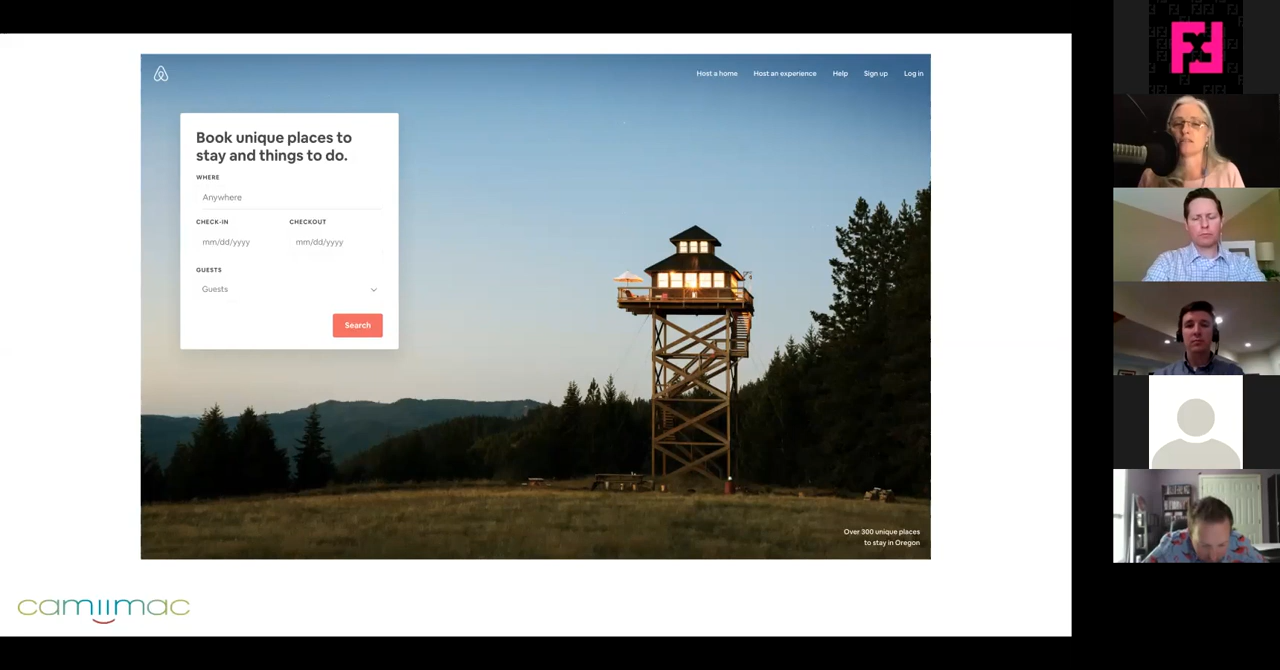 Host a home Host an experience Help Sign up Log in
Book unique places to
stay and things to do.
WHERE
Anywhere
CHECK-IN CHECKOUT
mm/dd/yyyy mm/dd/yyyy
GUESTS
Guests
Search
Over 300 unique places
to stay in Oregon
camiimac